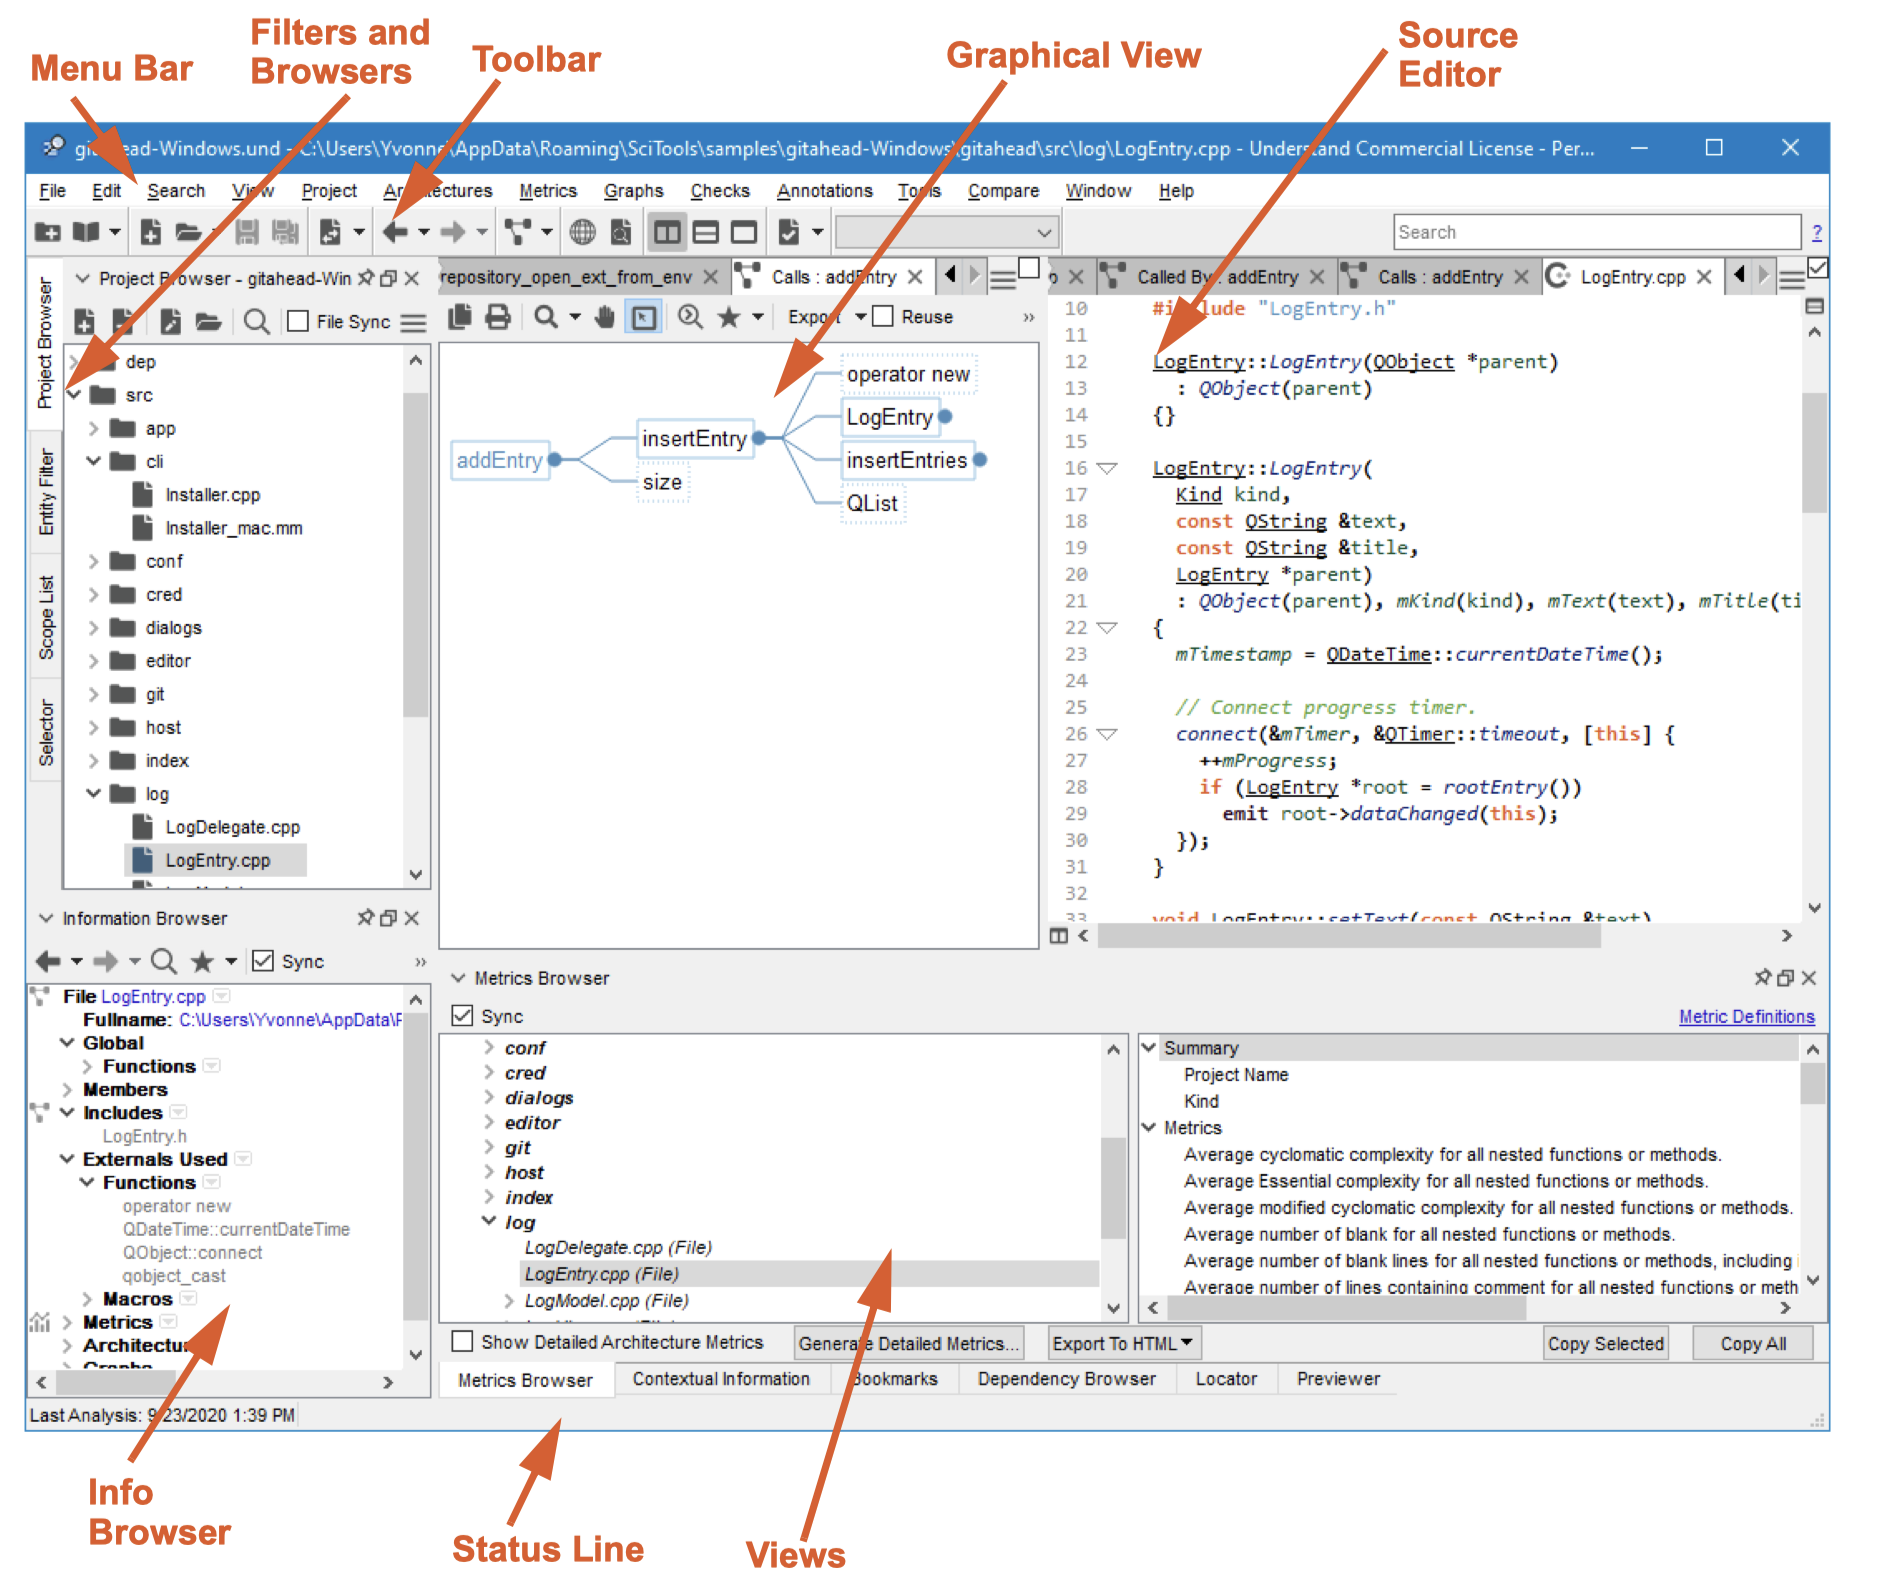 Menu Bar
Filters and
Browsers
Toolbar
Graphical View
Source
Editor
gitahead-Windows.und - C:\Users\Yvonne\AppData\Roaming\SciTools\samples\gitahead-Windows\gitahead\src\log\LogEntry.cpp - Understand Commercial License - Per...
File Edit Search View Project Architectures Metrics Graphs Checks Annotations Tools Compare Window Help
Search ?
Project Browser
Entity Filter
Scope List
Selector
Project Browser - gitahead-Win
File Sync
dep
src
app
cli
Installer.cpp
Installer_mac.mm
conf
cred
dialogs
editor
git
host
index
log
LogDelegate.cpp
LogEntry.cpp
repository_open_ext_from_env
Calls : addEntry
Export
Reuse
»
addEntry
insertEntry
size
operator new
LogEntry
insertEntries
QList
Called By : addEntry
Calls : addEntry
LogEntry.cpp
10 #include "LogEntry.h"
11
12 LogEntry::LogEntry(QObject *parent)
13 : QObject(parent)
14 {}
15
16 LogEntry::LogEntry(
17 Kind kind,
18 const QString &text,
19 const QString &title,
20 LogEntry *parent)
21 : QObject(parent), mKind(kind), mText(text), mTitle(ti
22 {
23 mTimestamp = QDateTime::currentDateTime();
24
25 // Connect progress timer.
26 connect(&mTimer, &QTimer::timeout, [this] {
27 ++mProgress;
28 if (LogEntry *root = rootEntry())
29 emit root->dataChanged(this);
30 });
31 }
32
33 void LogEntry::setText(const QString &text)
Information Browser
Sync
»
File LogEntry.cpp
Fullname: C:\Users\Yvonne\AppData\
Global
Functions
Members
Includes
LogEntry.h
Externals Used
Functions
operator new
QDateTime::currentDateTime
QObject::connect
qobject_cast
Macros
Metrics
Architectu
Graphs
Metrics Browser
Sync
Metric Definitions
conf
cred
dialogs
editor
git
host
index
log
LogDelegate.cpp (File)
LogEntry.cpp (File)
LogModel.cpp (File)
Summary
Project Name
Kind
Metrics
Average cyclomatic complexity for all nested functions or methods.
Average Essential complexity for all nested functions or methods.
Average modified cyclomatic complexity for all nested functions or methods.
Average number of blank for all nested functions or methods.
Average number of blank lines for all nested functions or methods, including
Average number of lines containing comment for all nested functions or meth
Show Detailed Architecture Metrics
Generate Detailed Metrics...
Export To HTML
Copy Selected
Copy All
Metrics Browser
Contextual Information
Bookmarks
Dependency Browser
Locator
Previewer
Last Analysis: 9/23/2020 1:39 PM
Info
Browser
Status Line
Views